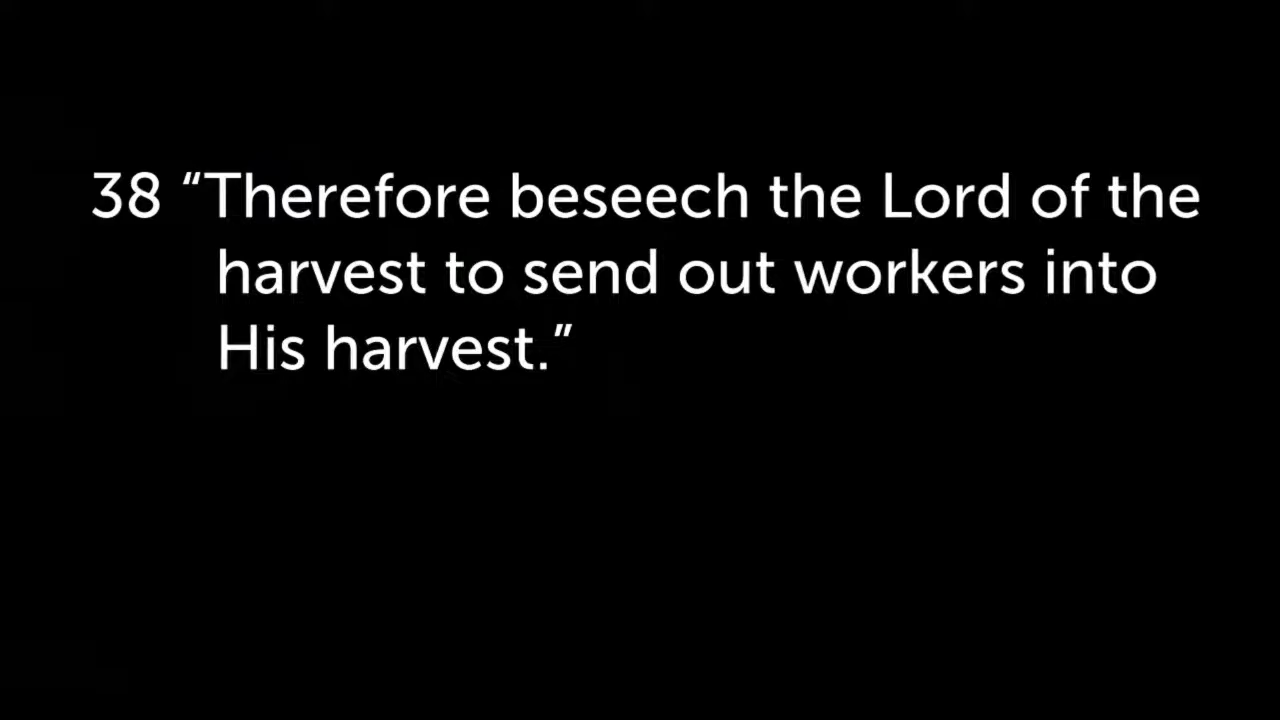 38 “Therefore beseech the Lord of the
harvest to send out workers into
His harvest.”